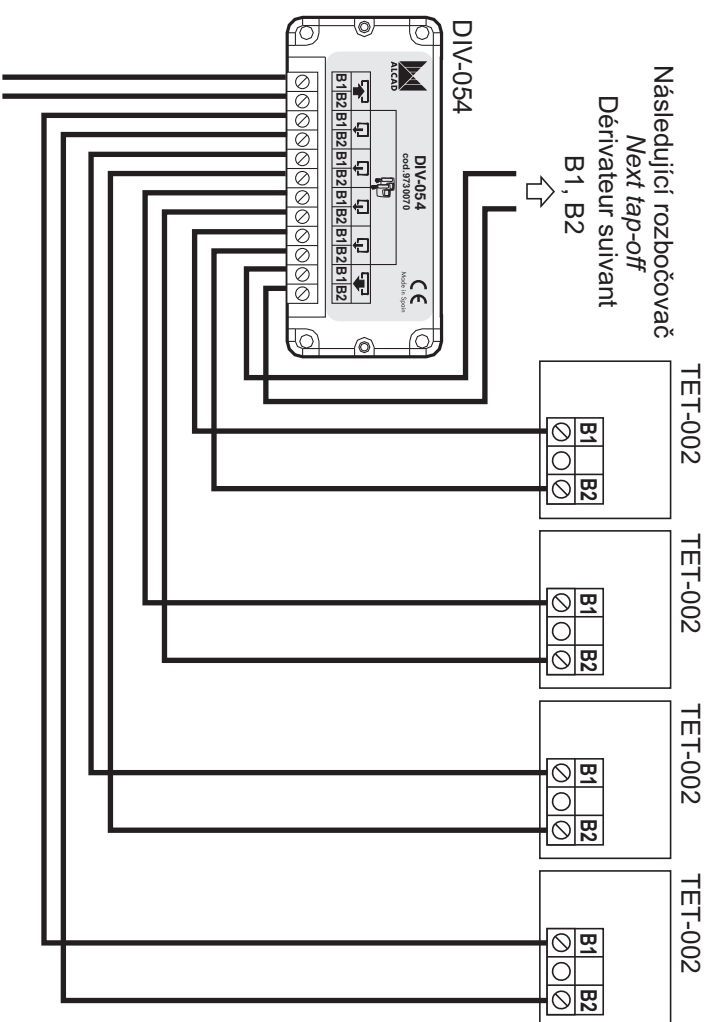 Následující rozbočovač
Next tap-off
Dérivateur suivant
B1, B2
DIV-054
ALCAD
DIV-054
cod.9730070
CE
Made in Spain
B1 B2 B1 B2 B1 B2 B1 B2 B1 B2 B1 B2
TET-002
B1 B2
TET-002
B1 B2
TET-002
B1 B2
TET-002
B1 B2